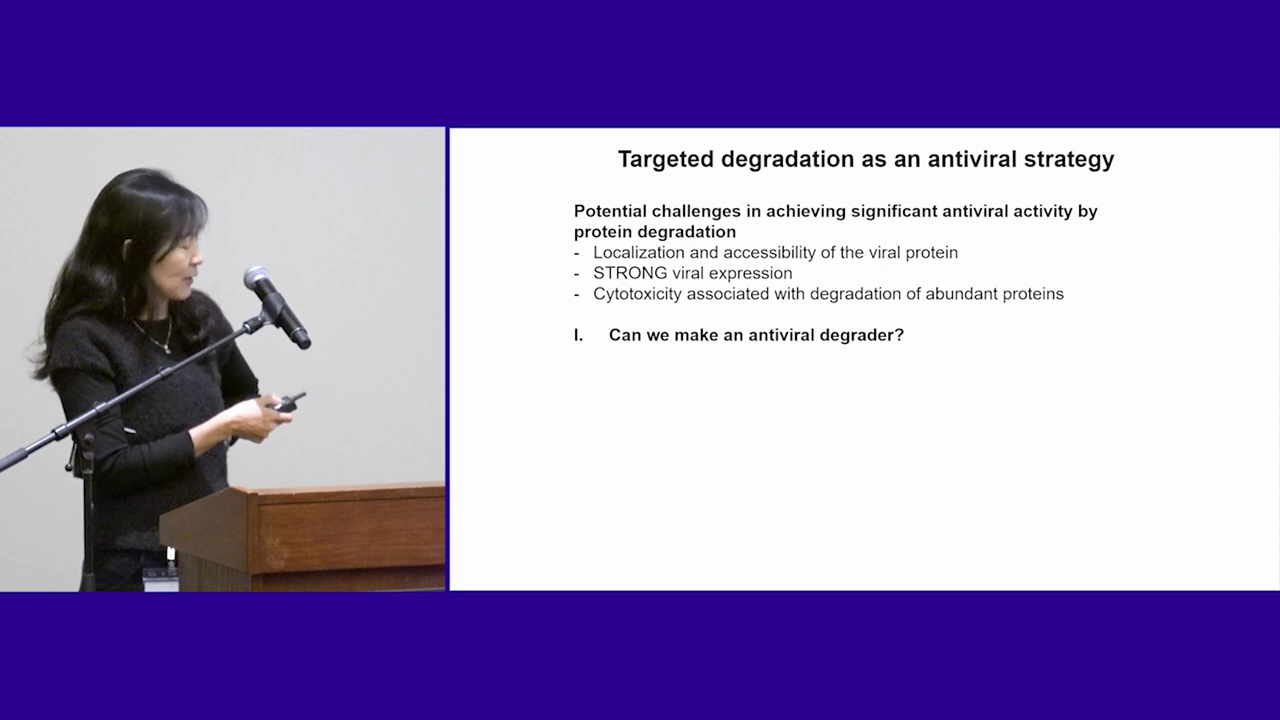 Targeted degradation as an antiviral strategy
Potential challenges in achieving significant antiviral activity by
protein degradation
- Localization and accessibility of the viral protein
- STRONG viral expression
- Cytotoxicity associated with degradation of abundant proteins
I. Can we make an antiviral degrader?